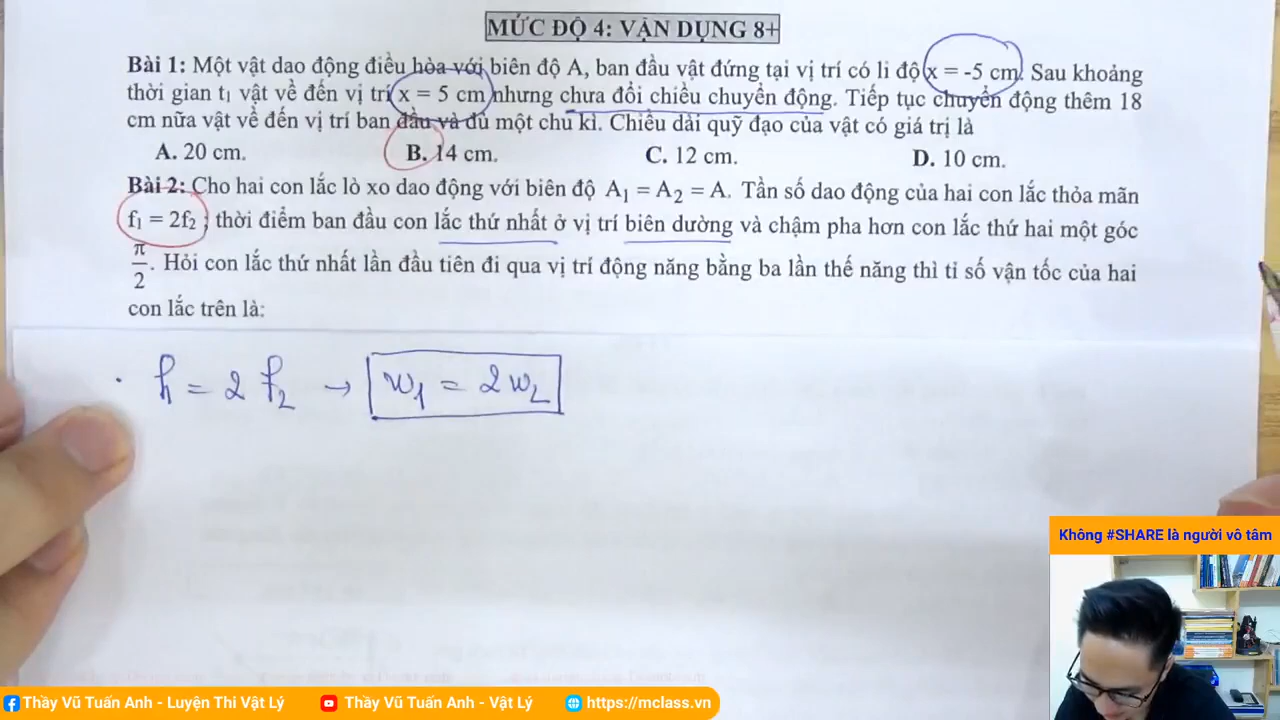 MỨC ĐỘ 4: VẬN DỤNG 8+
Bài 1: Một vật dao động điều hòa với biên độ A, ban đầu vật đứng tại vị trí có li độ x = -5 cm. Sau khoảng
thời gian t₁ vật về đến vị trí x = 5 cm nhưng chưa đổi chiều chuyển động. Tiếp tục chuyển động thêm 18
cm nữa vật về đến vị trí ban đầu và đủ một chu kì. Chiều dài quỹ đạo của vật có giá trị là
A. 20 cm. B. 14 cm. C. 12 cm. D. 10 cm.
Bài 2: Cho hai con lắc lò xo dao động với biên độ A₁ = A₂ = A. Tần số dao động của hai con lắc thỏa mãn
f₁ = 2f₂ ; thời điểm ban đầu con lắc thứ nhất ở vị trí biên dường và chậm pha hơn con lắc thứ hai một góc
π/2. Hỏi con lắc thứ nhất lần đầu tiên đi qua vị trí động năng bằng ba lần thế năng thì tỉ số vận tốc của hai
con lắc trên là:
f₁ = 2 f₂ → w₁ = 2w₂
Không #SHARE là người vô tâm
Thầy Vũ Tuấn Anh - Luyện Thi Vật Lý Thầy Vũ Tuấn Anh - Vật Lý https://mclass.vn